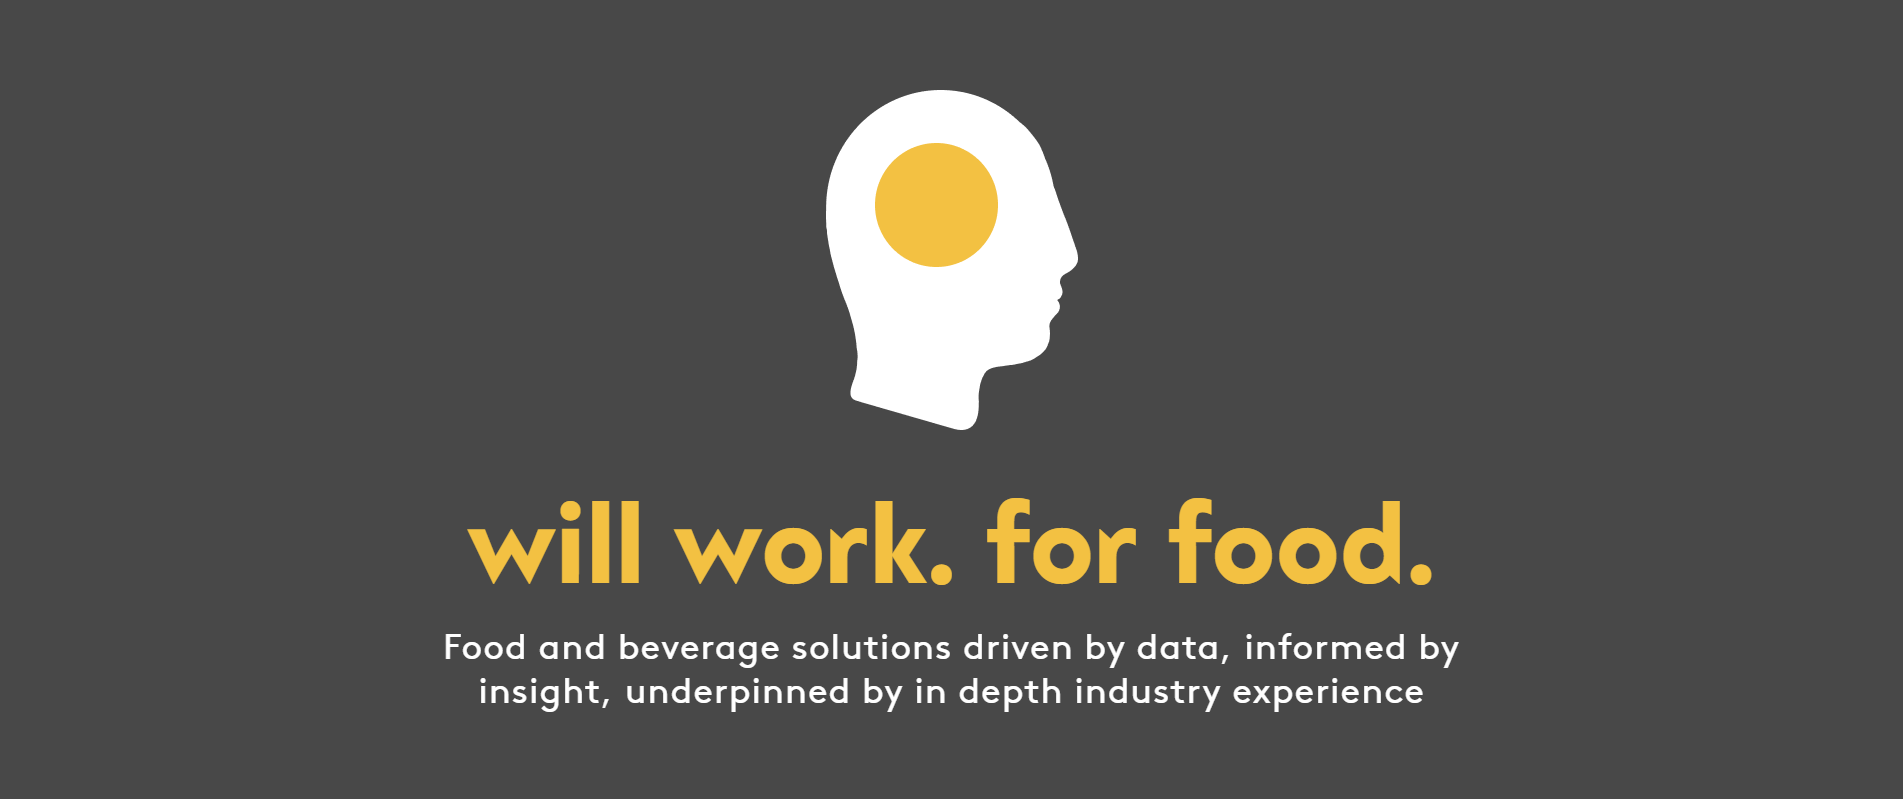 will work. for food.
Food and beverage solutions driven by data, informed by
insight, underpinned by in depth industry experience